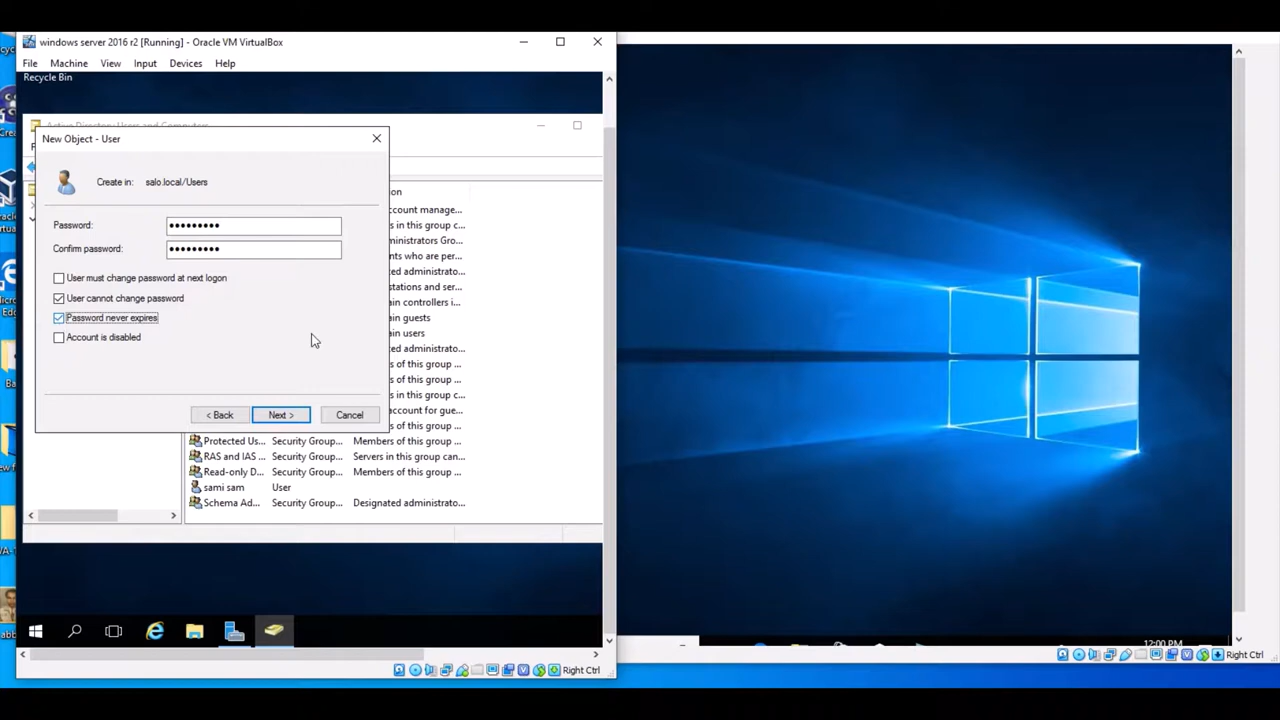 windows server 2016 r2 [Running] - Oracle VM VirtualBox
File Machine View Input Devices Help
Recycle Bin
Active Directory Users and Computers
New Object - User
Create in: salo.local/Users
Password: •••••••••
Confirm password: •••••••••
User must change password at next logon
User cannot change password
Password never expires
Account is disabled
< Back Next > Cancel
on
ccount manage...
s in this group c...
ministrators Gro...
nts who are per...
ed administrato...
stations and ser...
n controllers i...
n guests
n users
ed administrato...
s of this group ...
s of this group ...
s of this group c...
ccount for gue...
s of this group ...
Protected Us... Security Group... Members of this group ...
RAS and IAS ... Security Group... Servers in this group can...
Read-only D... Security Group... Members of this group ...
sami sam User
Schema Ad... Security Group... Designated administrato...
Right Ctrl
12:00 PM
Right Ctrl